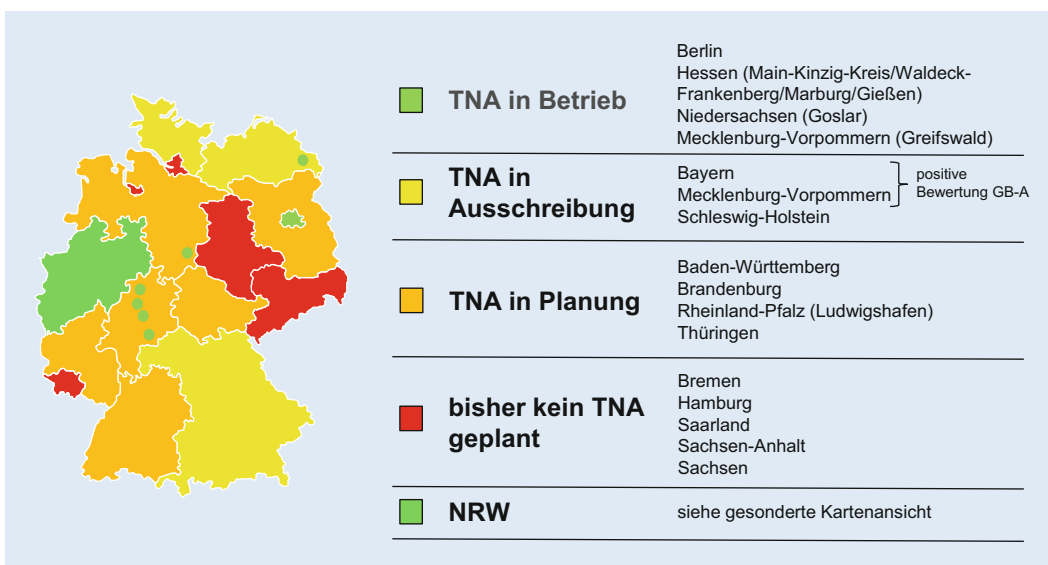 TNA in Betrieb
Berlin
Hessen (Main-Kinzig-Kreis/Waldeck-
Frankenberg/Marburg/Gießen)
Niedersachsen (Goslar)
Mecklenburg-Vorpommern (Greifswald)
TNA in
Ausschreibung
Bayern
Mecklenburg-Vorpommern
Schleswig-Holstein
positive
Bewertung GB-A
TNA in Planung
Baden-Württemberg
Brandenburg
Rheinland-Pfalz (Ludwigshafen)
Thüringen
bisher kein TNA
geplant
Bremen
Hamburg
Saarland
Sachsen-Anhalt
Sachsen
NRW
siehe gesonderte Kartenansicht